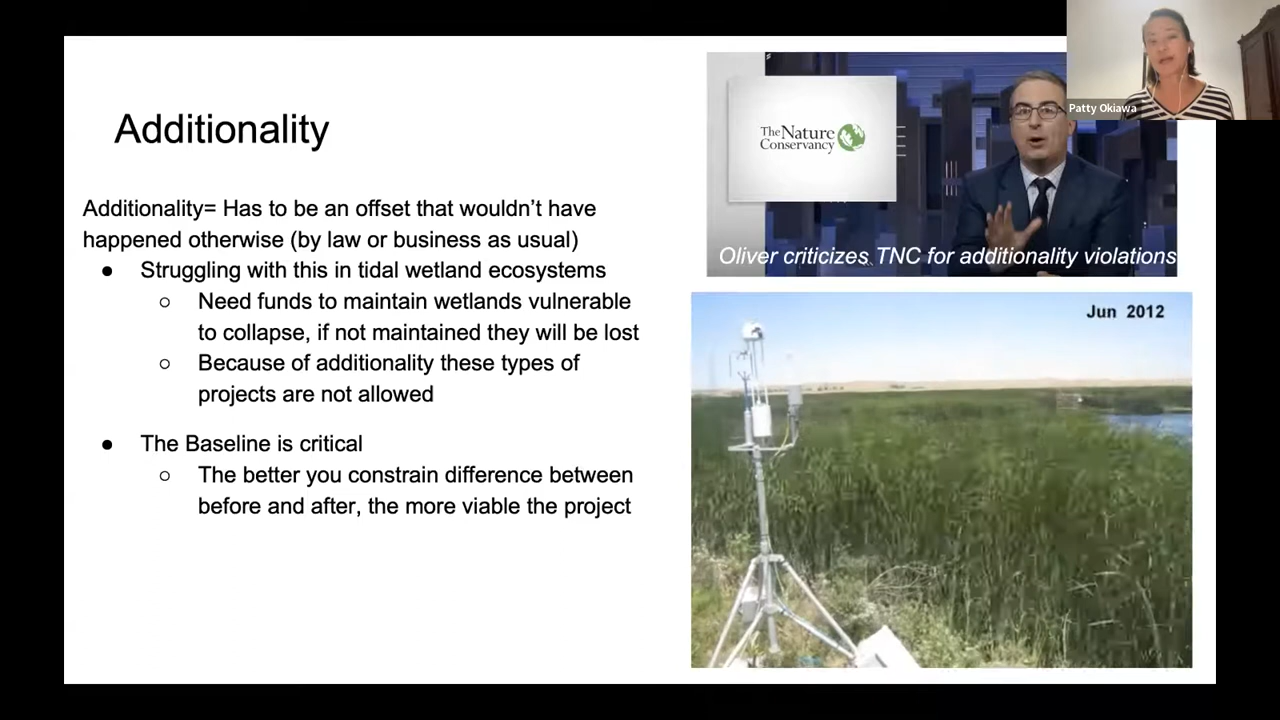 Additionality
Additionality= Has to be an offset that wouldn’t have
happened otherwise (by law or business as usual)
● Struggling with this in tidal wetland ecosystems
○ Need funds to maintain wetlands vulnerable
to collapse, if not maintained they will be lost
○ Because of additionality these types of
projects are not allowed
● The Baseline is critical
○ The better you constrain difference between
before and after, the more viable the project
The Nature
Conservancy
Oliver criticizes TNC for additionality violations
Patty Okiawa
Jun 2012